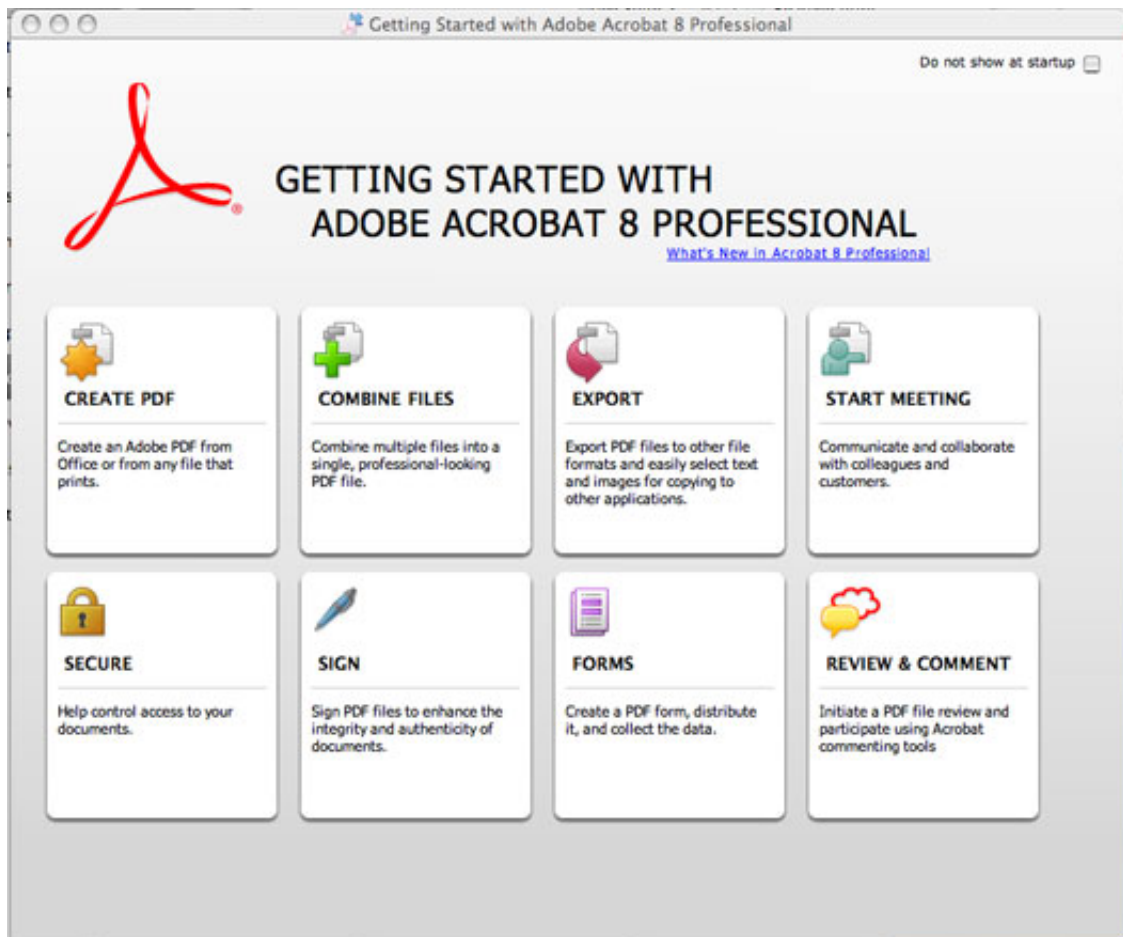 Getting Started with Adobe Acrobat 8 Professional
Do not show at startup
GETTING STARTED WITH
ADOBE ACROBAT 8 PROFESSIONAL
What's New in Acrobat 8 Professional
CREATE PDF
Create an Adobe PDF from
Office or from any file that
prints.
COMBINE FILES
Combine multiple files into a
single, professional-looking
PDF file.
EXPORT
Export PDF files to other file
formats and easily select text
and images for copying to
other applications.
START MEETING
Communicate and collaborate
with colleagues and
customers.
SECURE
Help control access to your
documents.
SIGN
Sign PDF files to enhance the
integrity and authenticity of
documents.
FORMS
Create a PDF form, distribute
it, and collect the data.
REVIEW & COMMENT
Initiate a PDF file review and
participate using Acrobat
commenting tools